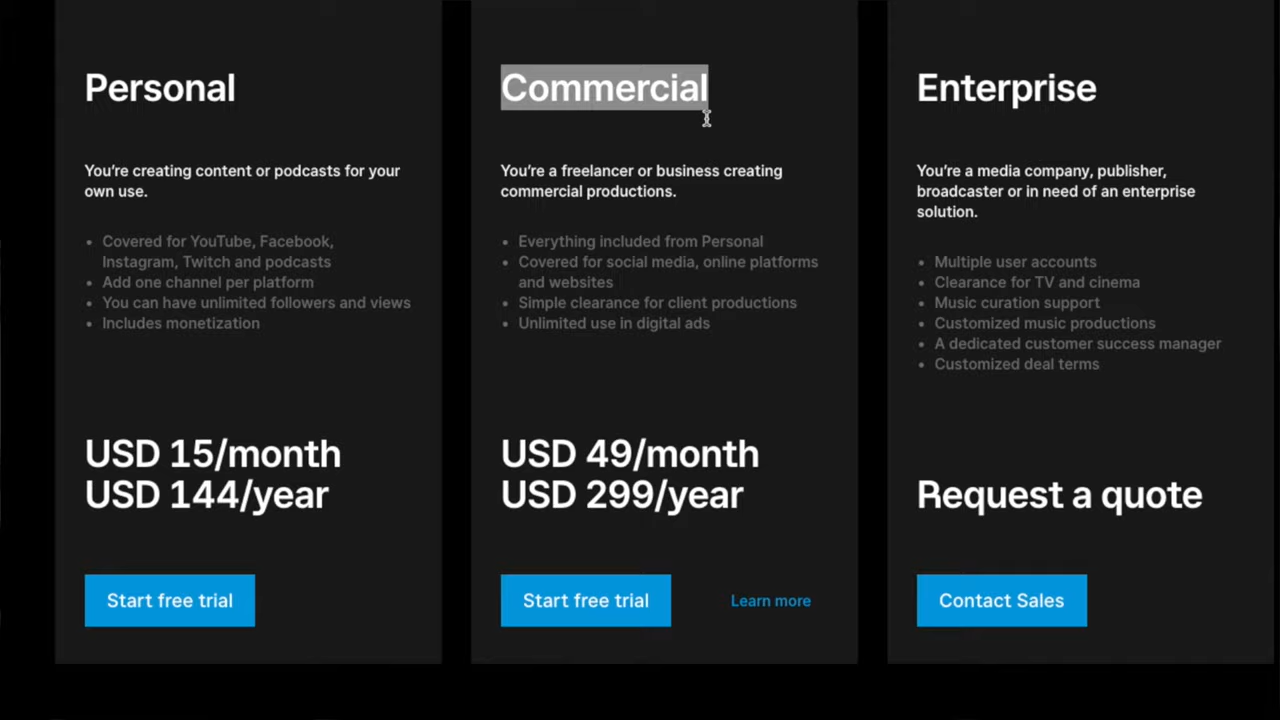 Personal
You’re creating content or podcasts for your
own use.
Covered for YouTube, Facebook,
Instagram, Twitch and podcasts
Add one channel per platform
You can have unlimited followers and views
Includes monetization
USD 15/month
USD 144/year
Start free trial
Commercial
You’re a freelancer or business creating
commercial productions.
Everything included from Personal
Covered for social media, online platforms
and websites
Simple clearance for client productions
Unlimited use in digital ads
USD 49/month
USD 299/year
Start free trial
Learn more
Enterprise
You’re a media company, publisher,
broadcaster or in need of an enterprise
solution.
Multiple user accounts
Clearance for TV and cinema
Music curation support
Customized music productions
A dedicated customer success manager
Customized deal terms
Request a quote
Contact Sales